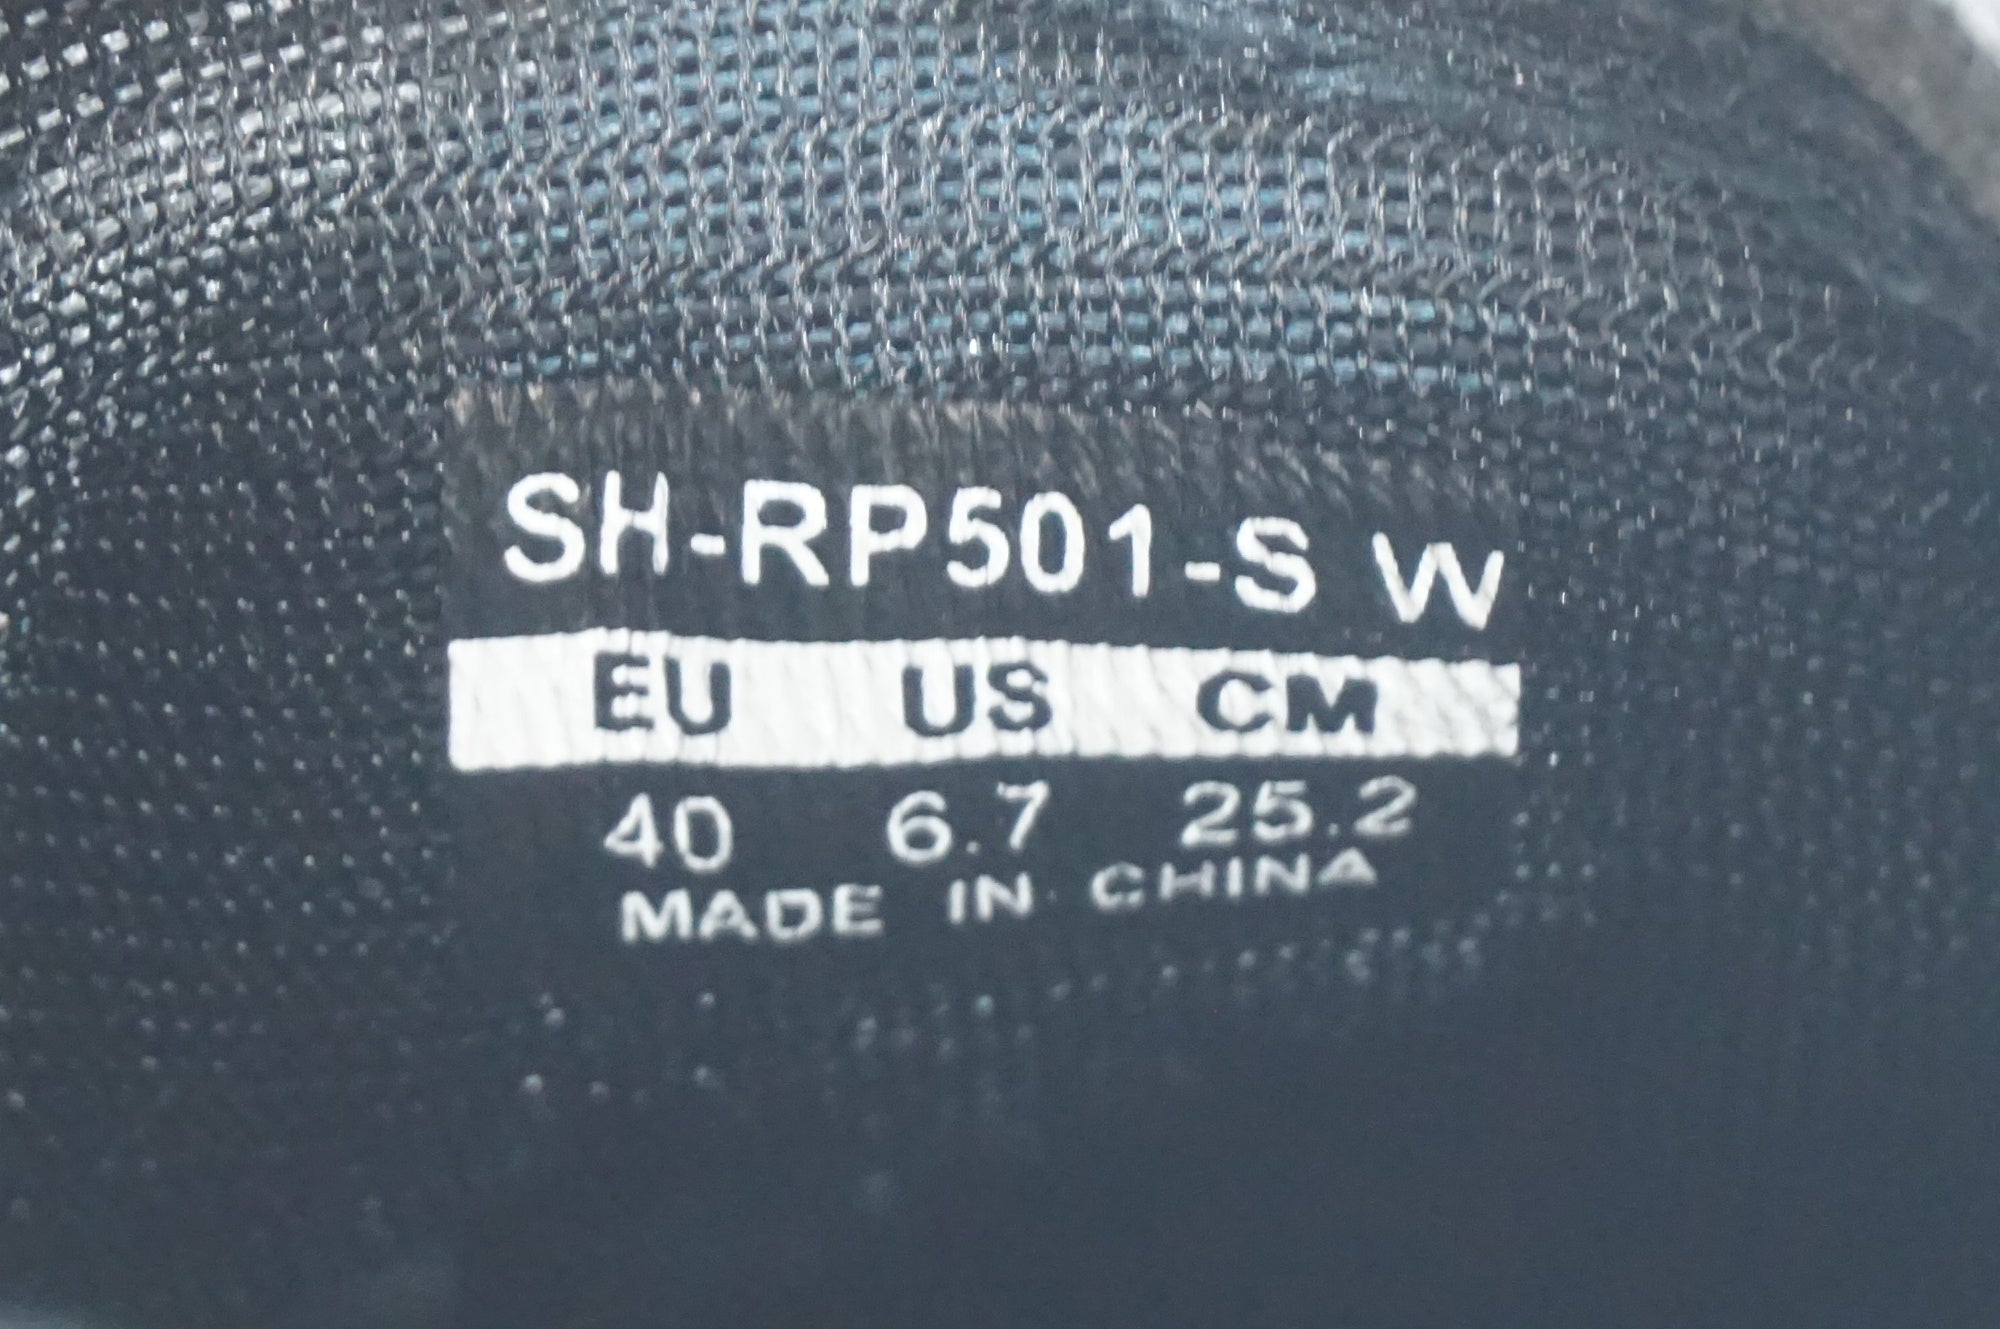 SH-RP501-S W
EU US CM
40 6.7 25.2
MADE IN CHINA